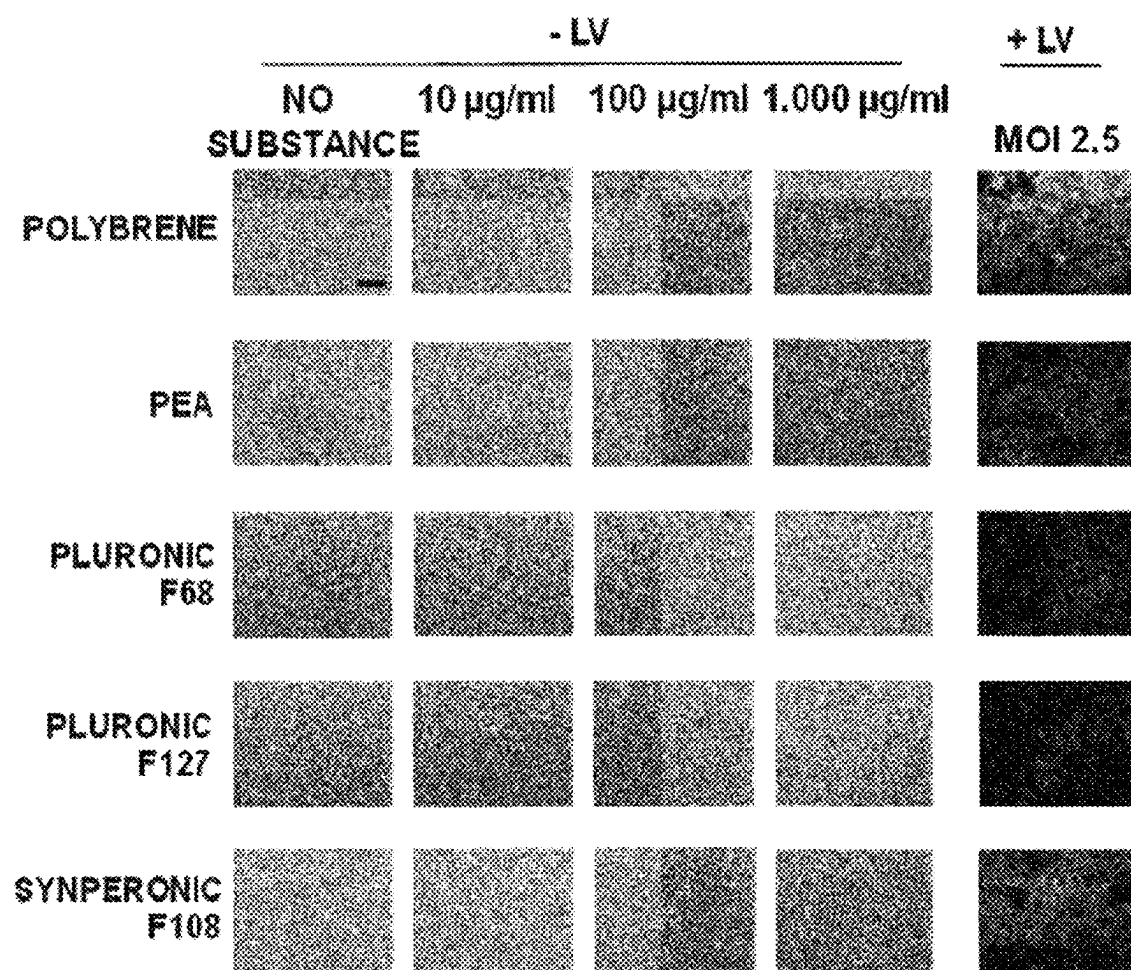 - LV
+ LV
NO
SUBSTANCE
10 µg/ml
100 µg/ml
1.000 µg/ml
MOI 2,5
POLYBRENE
PEA
PLURONIC
F68
PLURONIC
F127
SYNPERONIC
F108